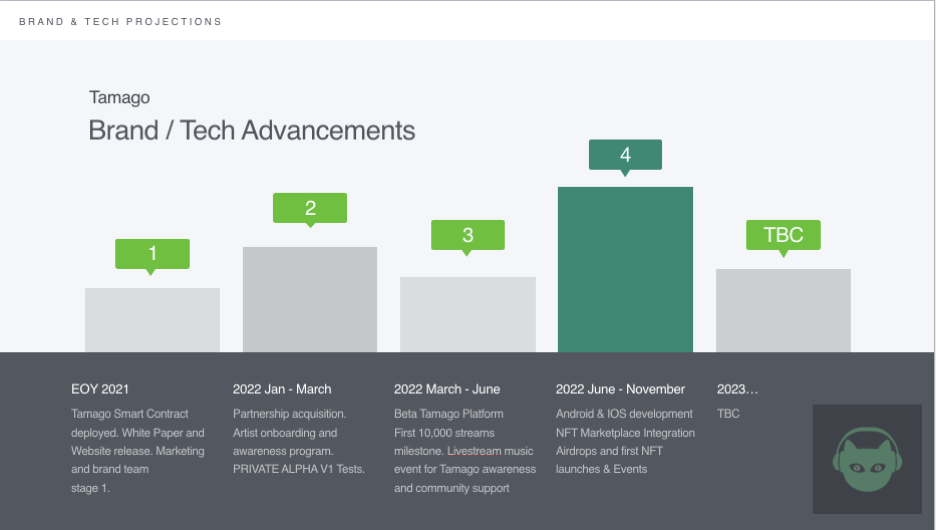 BRAND & TECH PROJECTIONS
Tamago
Brand / Tech Advancements
1
2
3
4
TBC
EOY 2021
Tamago Smart Contract
deployed. White Paper and
Website release. Marketing
and brand team
stage 1.
2022 Jan - March
Partnership acquisition.
Artist onboarding and
awareness program.
PRIVATE ALPHA V1 Tests.
2022 March - June
Beta Tamago Platform
First 10,000 streams
milestone. Livestream music
event for Tamago awareness
and community support
2022 June - November
Android & IOS development
NFT Marketplace Integration
Airdrops and first NFT
launches & Events
2023…
TBC